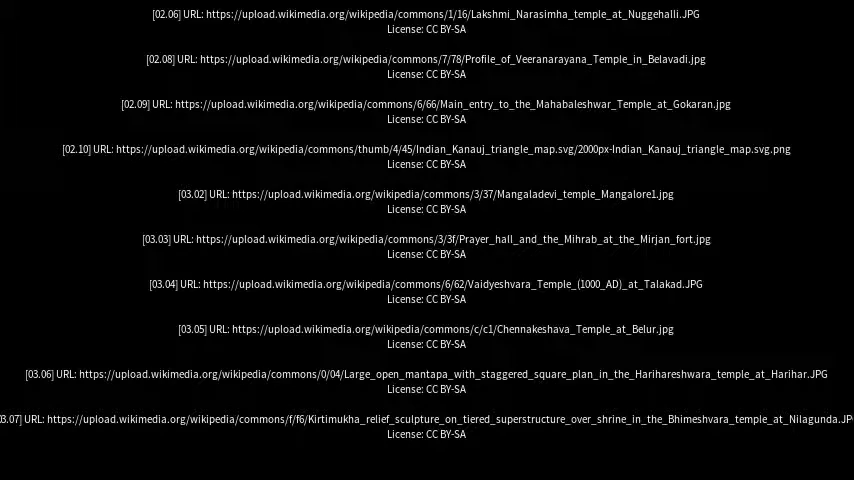 [02.06] URL: https://upload.wikimedia.org/wikipedia/commons/1/16/Lakshmi_Narasimha_temple_at_Nuggehalli.JPG
License: CC BY-SA
[02.08] URL: https://upload.wikimedia.org/wikipedia/commons/7/78/Profile_of_Veeranarayana_Temple_in_Belavadi.jpg
License: CC BY-SA
[02.09] URL: https://upload.wikimedia.org/wikipedia/commons/6/66/Main_entry_to_the_Mahabaleshwar_Temple_at_Gokaran.jpg
License: CC BY-SA
[02.10] URL: https://upload.wikimedia.org/wikipedia/commons/thumb/4/45/Indian_Kanauj_triangle_map.svg/2000px-Indian_Kanauj_triangle_map.svg.png
License: CC BY-SA
[03.02] URL: https://upload.wikimedia.org/wikipedia/commons/3/37/Mangaladevi_temple_Mangalore1.jpg
License: CC BY-SA
[03.03] URL: https://upload.wikimedia.org/wikipedia/commons/3/3f/Prayer_hall_and_the_Mihrab_at_the_Mirjan_fort.jpg
License: CC BY-SA
[03.04] URL: https://upload.wikimedia.org/wikipedia/commons/6/62/Vaidyeshvara_Temple_(1000_AD)_at_Talakad.JPG
License: CC BY-SA
[03.05] URL: https://upload.wikimedia.org/wikipedia/commons/c/c1/Chennakeshava_Temple_at_Belur.jpg
License: CC BY-SA
[03.06] URL: https://upload.wikimedia.org/wikipedia/commons/0/04/Large_open_mantapa_with_staggered_square_plan_in_the_Harihareshwara_temple_at_Harihar.JPG
License: CC BY-SA
3.07] URL: https://upload.wikimedia.org/wikipedia/commons/f/f6/Kirtimukha_relief_sculpture_on_tiered_superstructure_over_shrine_in_the_Bhimeshvara_temple_at_Nilagunda.JP
License: CC BY-SA